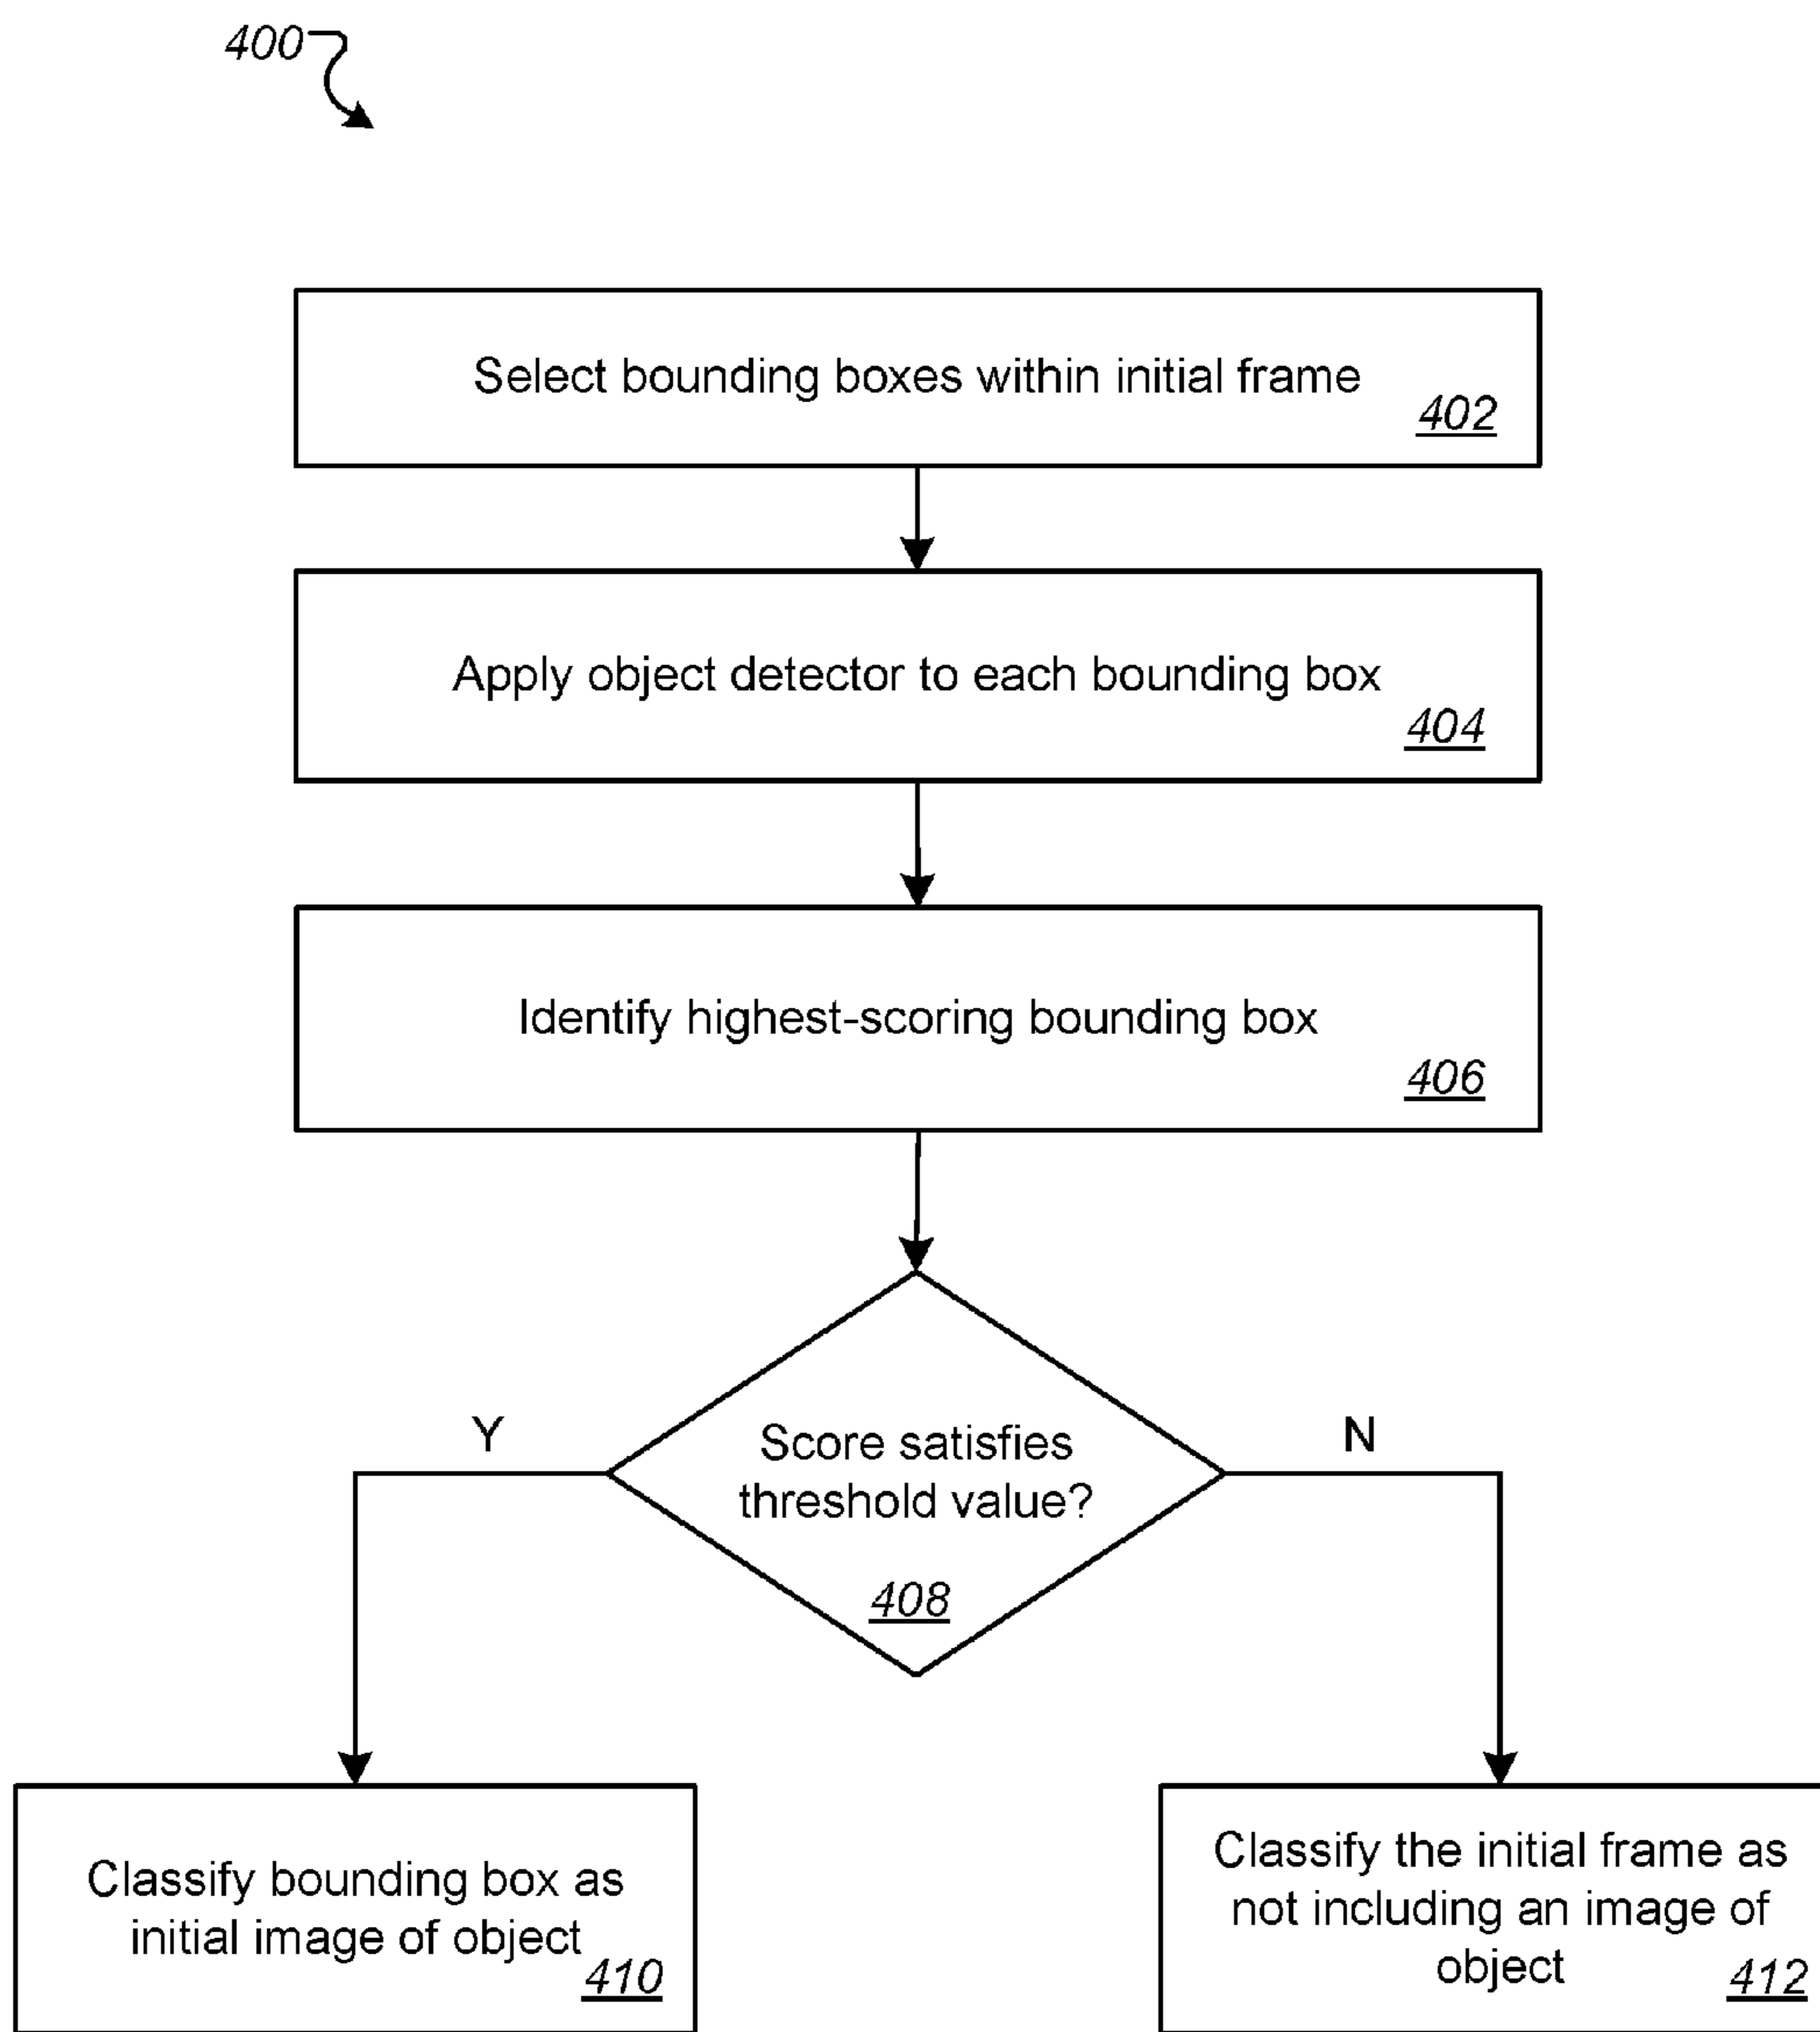 400
Select bounding boxes within initial frame
402
Apply object detector to each bounding box
404
Identify highest-scoring bounding box
406
Y
N
Score satisfies
threshold value?
408
Classify bounding box as
initial image of object
410
Classify the initial frame as
not including an image of
object
412